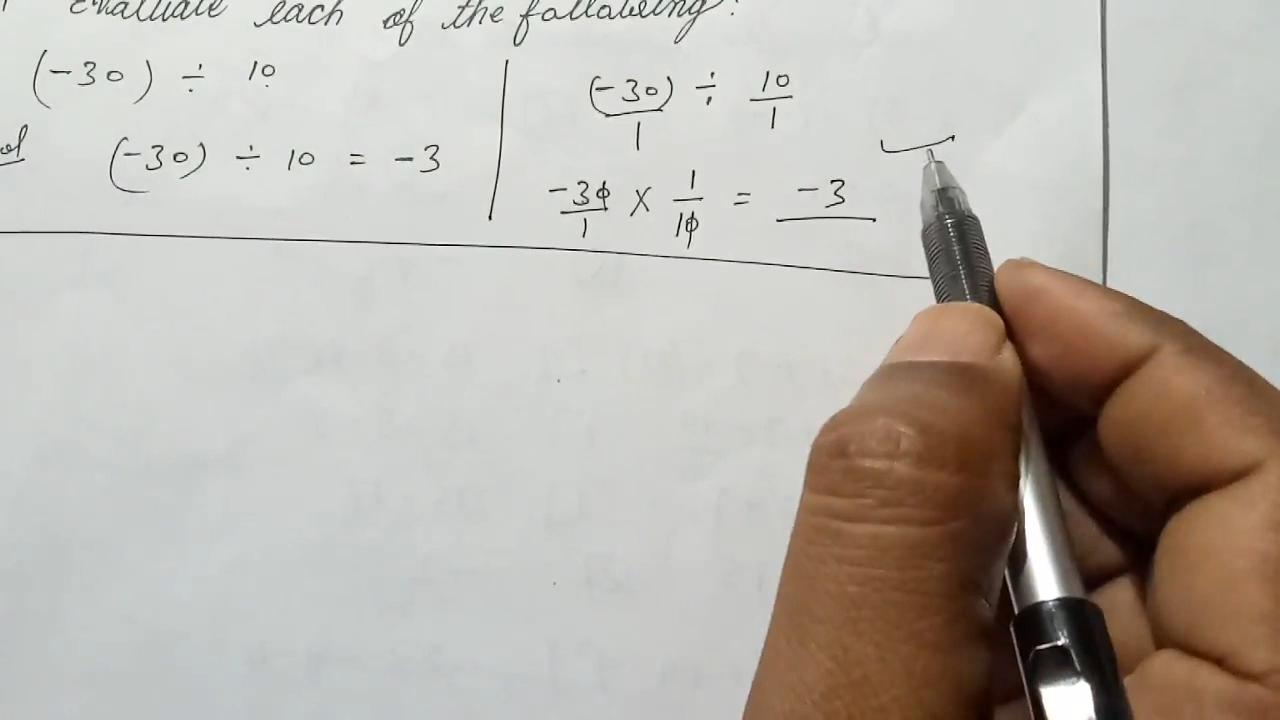 Evaluate each of the following:
(-30) ÷ 10
(-30) ÷ 10 = -3
(-30)/1 ÷ 10/1
-30/1 × 1/10 = -3